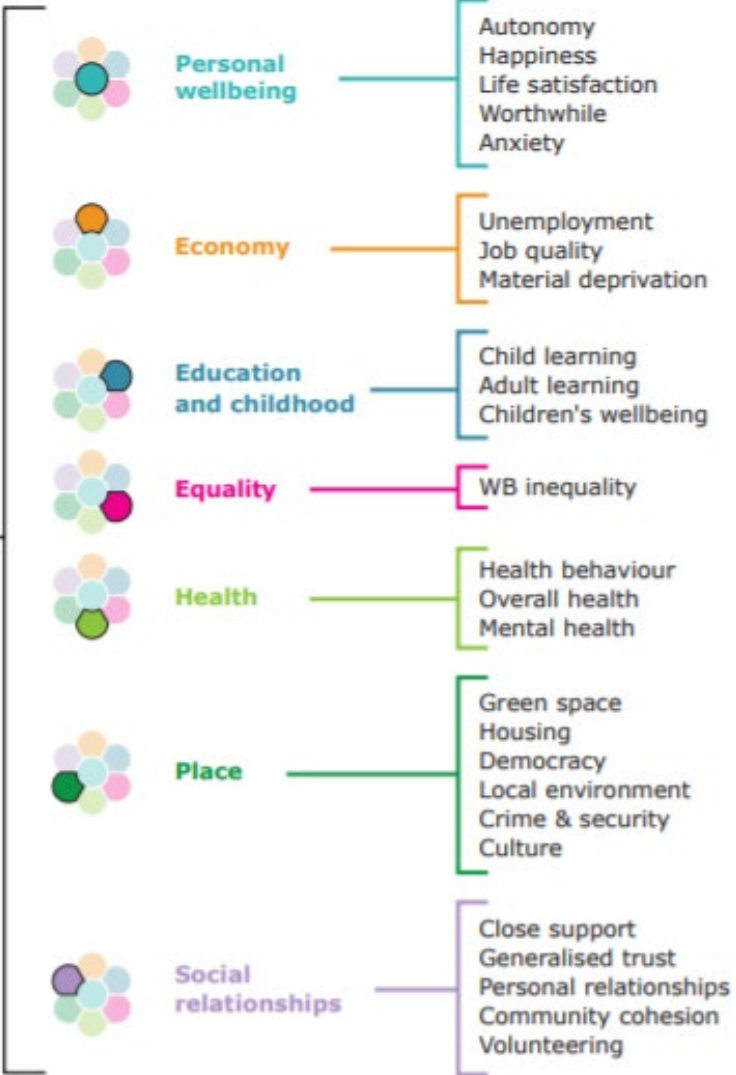 Personal
wellbeing
Autonomy
Happiness
Life satisfaction
Worthwhile
Anxiety
Economy
Unemployment
Job quality
Material deprivation
Education
and childhood
Child learning
Adult learning
Children's wellbeing
Equality
WB inequality
Health
Health behaviour
Overall health
Mental health
Place
Green space
Housing
Democracy
Local environment
Crime & security
Culture
Social
relationships
Close support
Generalised trust
Personal relationships
Community cohesion
Volunteering